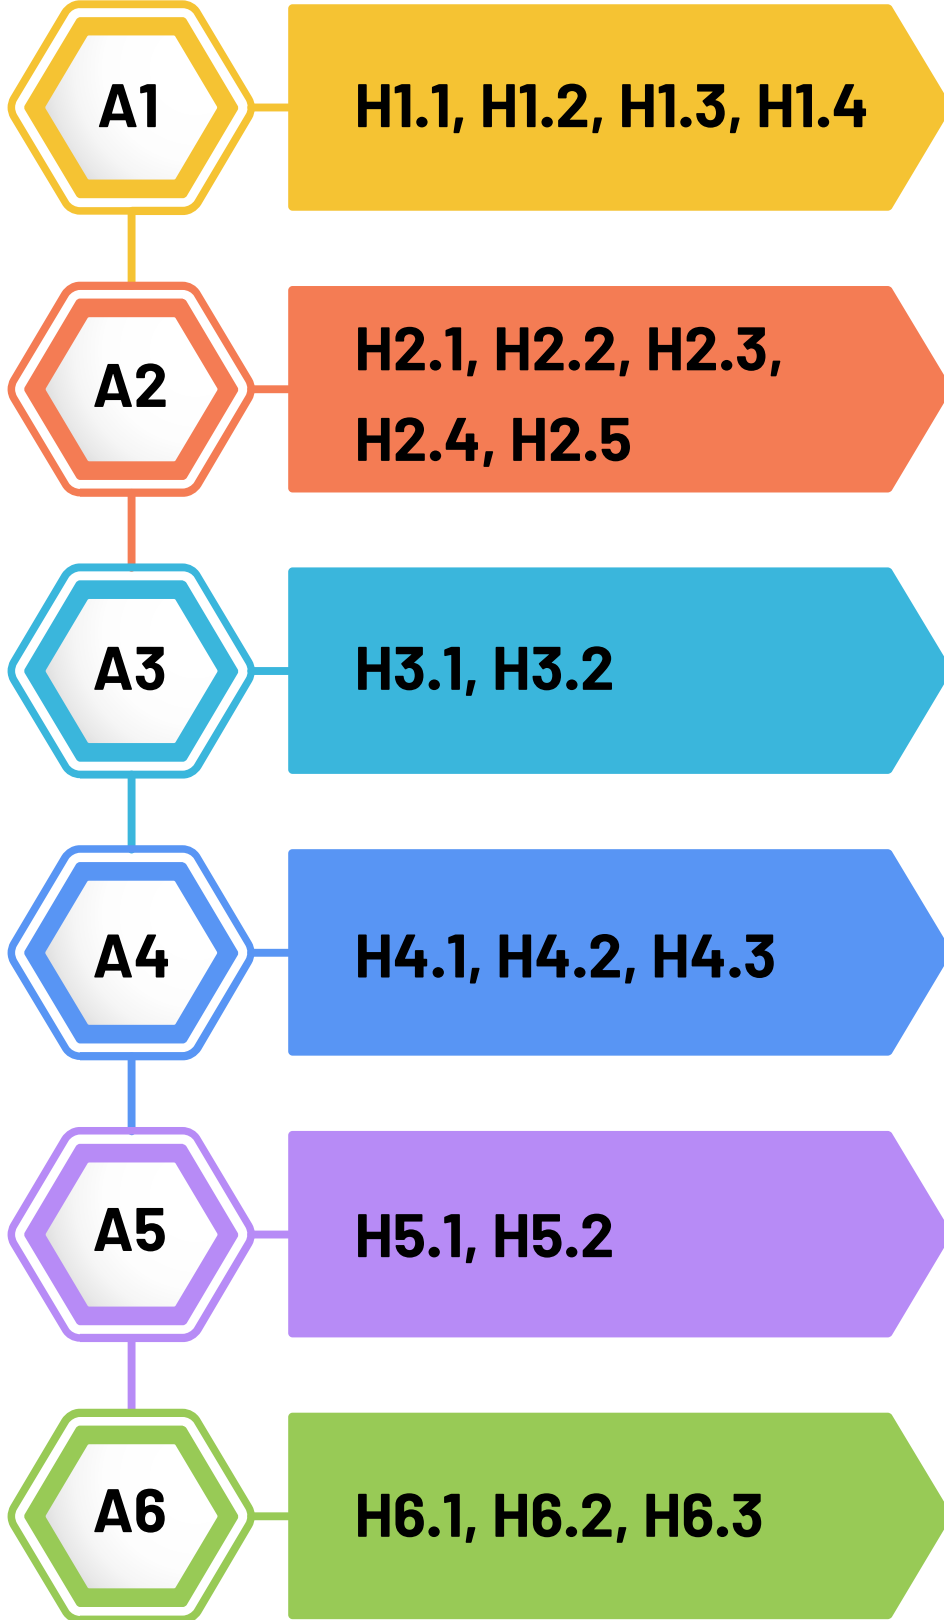 A1
H1.1, H1.2, H1.3, H1.4
A2
H2.1, H2.2, H2.3,
H2.4, H2.5
A3
H3.1, H3.2
A4
H4.1, H4.2, H4.3
A5
H5.1, H5.2
A6
H6.1, H6.2, H6.3